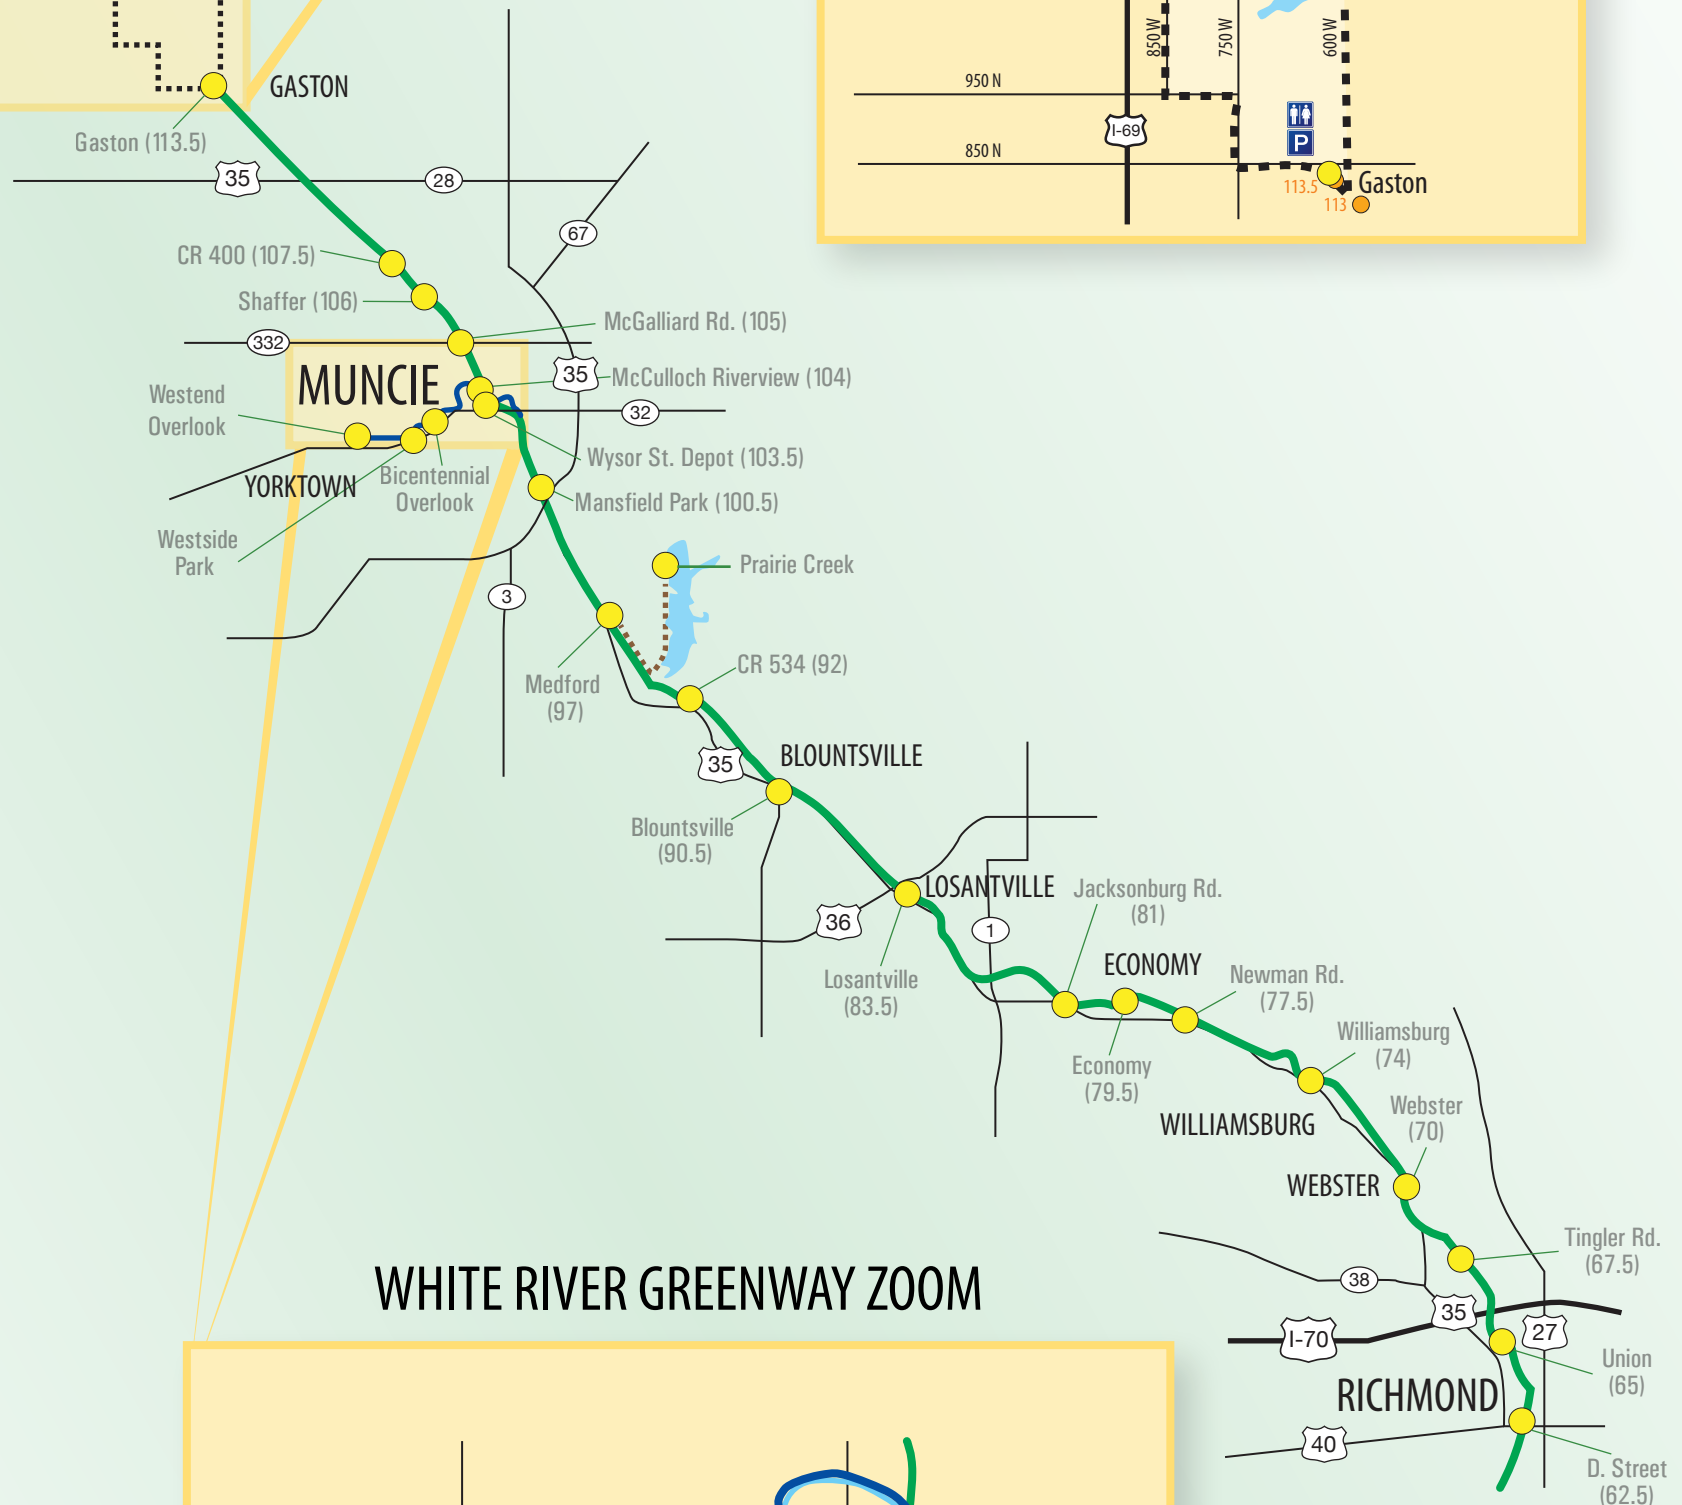 GASTON
Gaston (113.5)
35
28
67
CR 400 (107.5)
Shaffer (106)
McGalliard Rd. (105)
332
MUNCIE
35
McCulloch Riverview (104)
Westend
Overlook
32
Wysor St. Depot (103.5)
YORKTOWN
Bicentennial
Overlook
Mansfield Park (100.5)
Westside
Park
Prairie Creek
3
CR 534 (92)
Medford
(97)
35
BLOUNTSVILLE
Blountsville
(90.5)
LOSANTVILLE
Jacksonburg Rd.
(81)
36
1
Losantville
(83.5)
ECONOMY
Newman Rd.
(77.5)
Economy
(79.5)
Williamsburg
(74)
WILLIAMSBURG
Webster
(70)
WEBSTER
Tingler Rd.
(67.5)
38
35
I-70
27
Union
(65)
RICHMOND
40
D. Street
(62.5)
850 W
750 W
600 W
950 N
I-69
850 N
P
113.5
Gaston
113
WHITE RIVER GREENWAY ZOOM